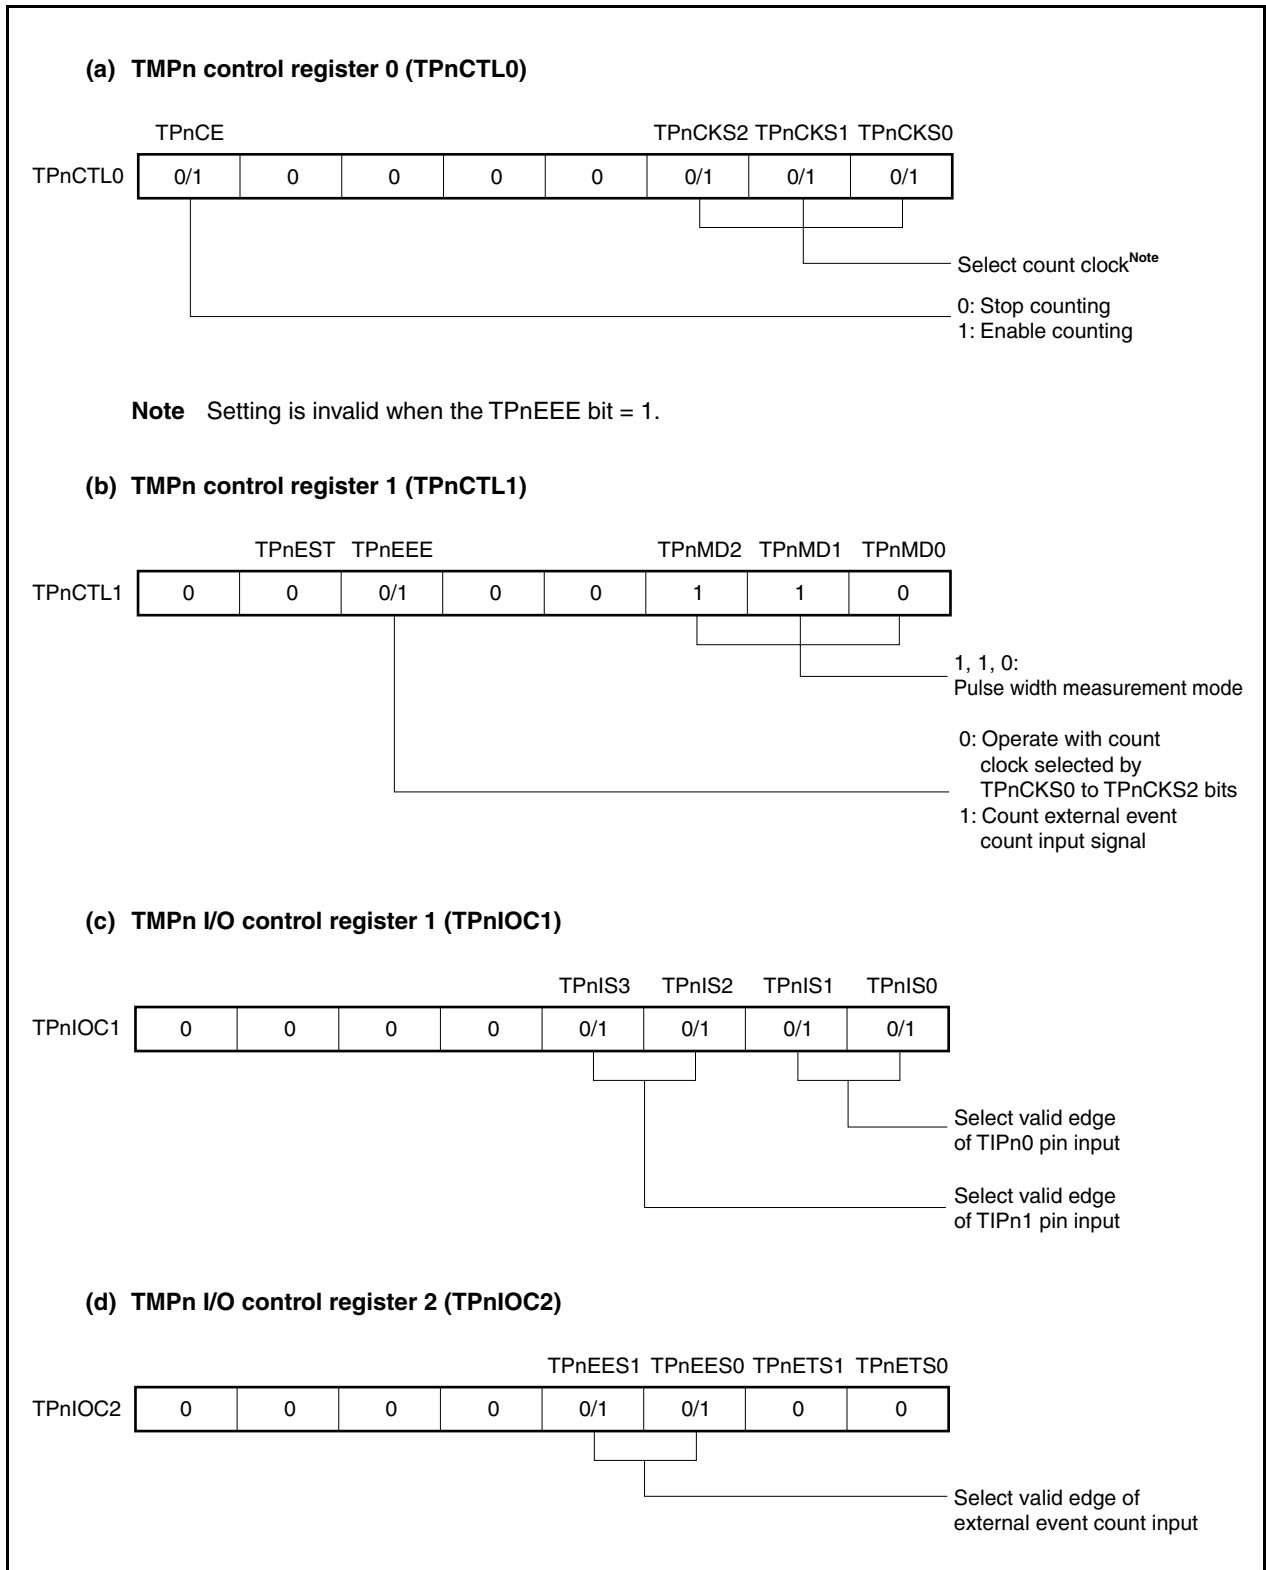 (a) TMPn control register 0 (TPnCTL0)
TPnCE TPnCKS2 TPnCKS1 TPnCKS0
TPnCTL0 0/1 0 0 0 0 0/1 0/1 0/1
Select count clockNote
0: Stop counting
1: Enable counting
Note Setting is invalid when the TPnEEE bit = 1.
(b) TMPn control register 1 (TPnCTL1)
TPnEST TPnEEE TPnMD2 TPnMD1 TPnMD0
TPnCTL1 0 0 0/1 0 0 1 1 0
1, 1, 0:
Pulse width measurement mode
0: Operate with count
clock selected by
TPnCKS0 to TPnCKS2 bits
1: Count external event
count input signal
(c) TMPn I/O control register 1 (TPnIOC1)
TPnIS3 TPnIS2 TPnIS1 TPnIS0
TPnIOC1 0 0 0 0 0/1 0/1 0/1 0/1
Select valid edge
of TIPn0 pin input
Select valid edge
of TIPn1 pin input
(d) TMPn I/O control register 2 (TPnIOC2)
TPnEES1 TPnEES0 TPnETS1 TPnETS0
TPnIOC2 0 0 0 0 0/1 0/1 0 0
Select valid edge of
external event count input